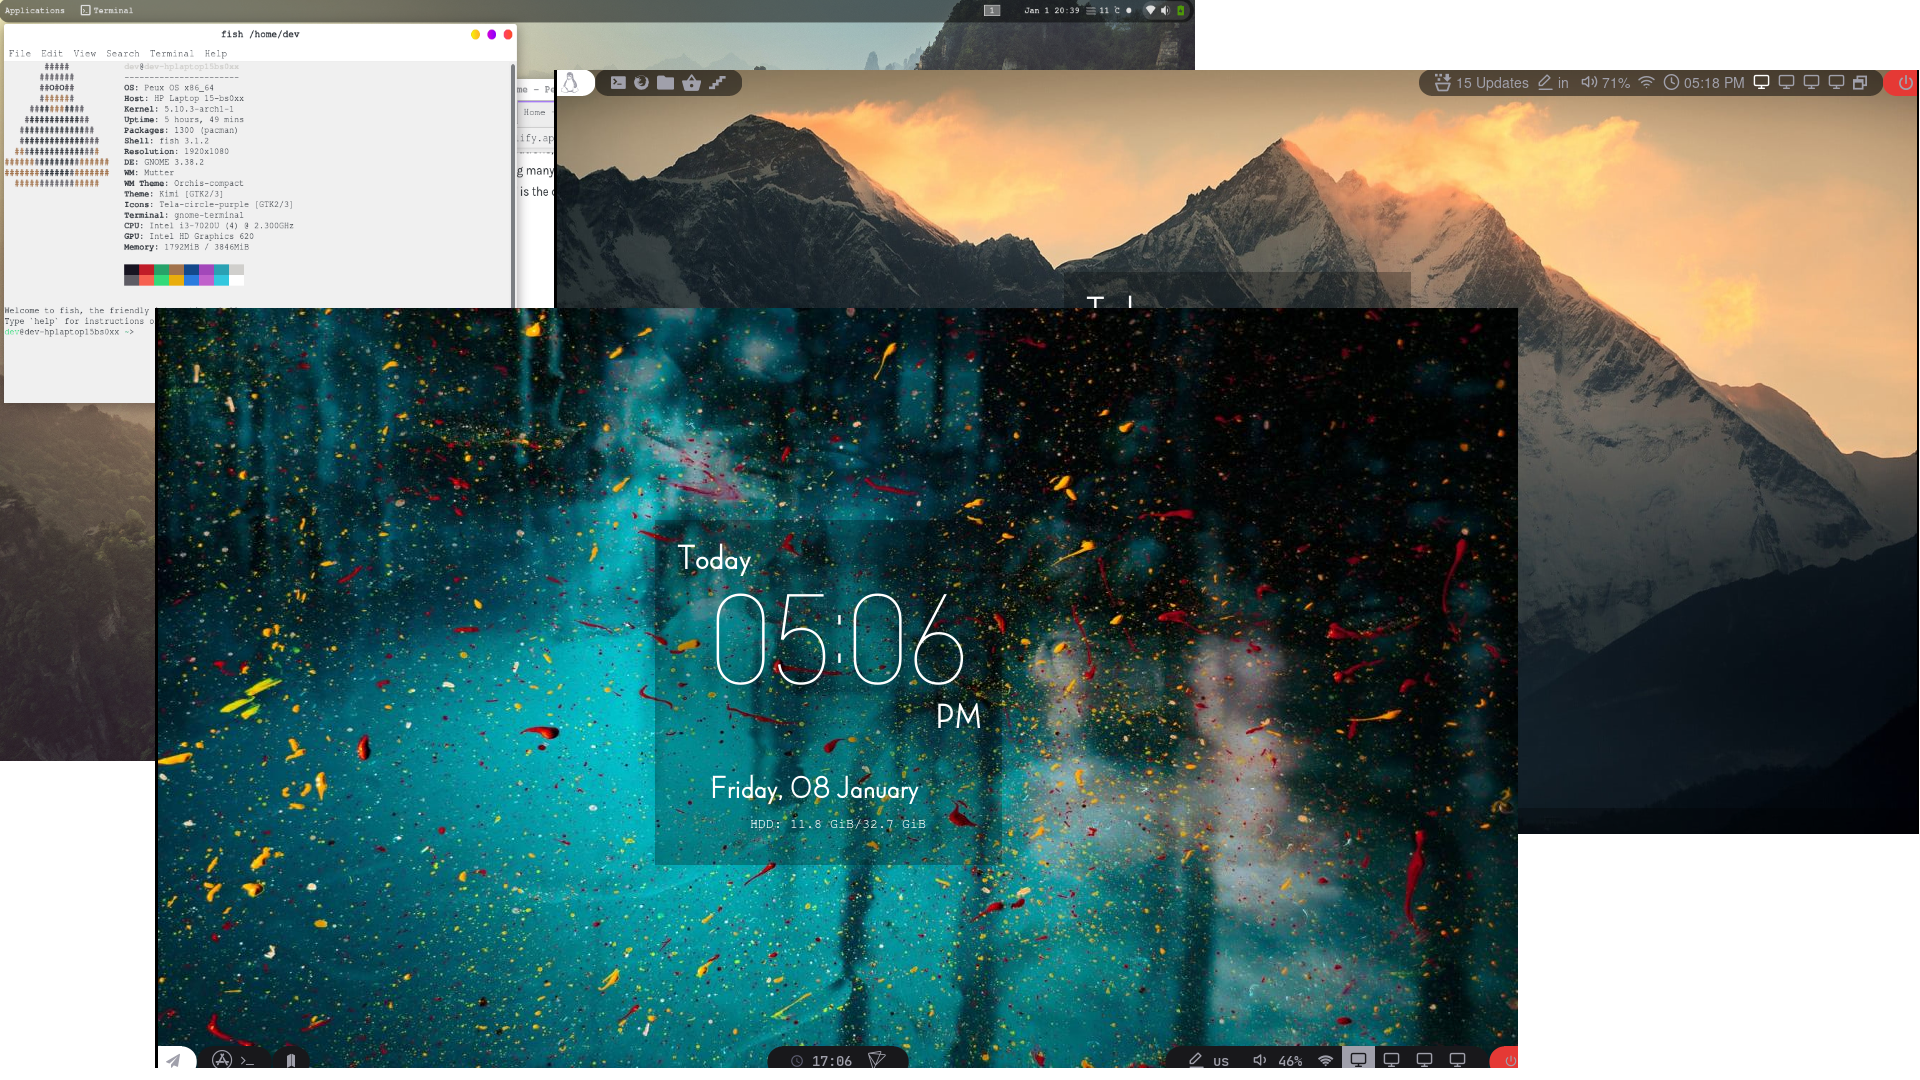 Applications Terminal
1
Jan 1 20:39 11 °C
fish /home/dev
File Edit View Search Terminal Help
#####
#######
##O#O##
#######
###########
#############
###############
################
#################
#####################
#####################
#################
dev@dev-hplaptop15bs0xx
-----------------------
OS: Peux OS x86_64
Host: HP Laptop 15-bs0xx
Kernel: 5.10.3-arch1-1
Uptime: 5 hours, 49 mins
Packages: 1300 (pacman)
Shell: fish 3.1.2
Resolution: 1920x1080
DE: GNOME 3.38.2
WM: Mutter
WM Theme: Orchis-compact
Theme: Kimi [GTK2/3]
Icons: Tela-circle-purple [GTK2/3]
Terminal: gnome-terminal
CPU: Intel i3-7020U (4) @ 2.300GHz
GPU: Intel HD Graphics 620
Memory: 1792MiB / 3846MiB
Welcome to fish, the friendly
Type `help` for instructions o
dev@dev-hplaptop15bs0xx ~>
me - Pe
Home -
ify.ap
g many
is the
15 Updates in 71% 05:18 PM
Today
05:06
PM
Friday, 08 January
HDD: 11.8 GiB/32.7 GiB
17:06
us 46%